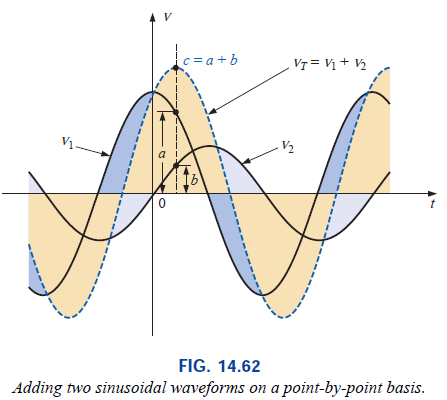 v
c = a + b
v_T = v_1 + v_2
v_1
a
v_2
b
0
t
FIG. 14.62
Adding two sinusoidal waveforms on a point-by-point basis.